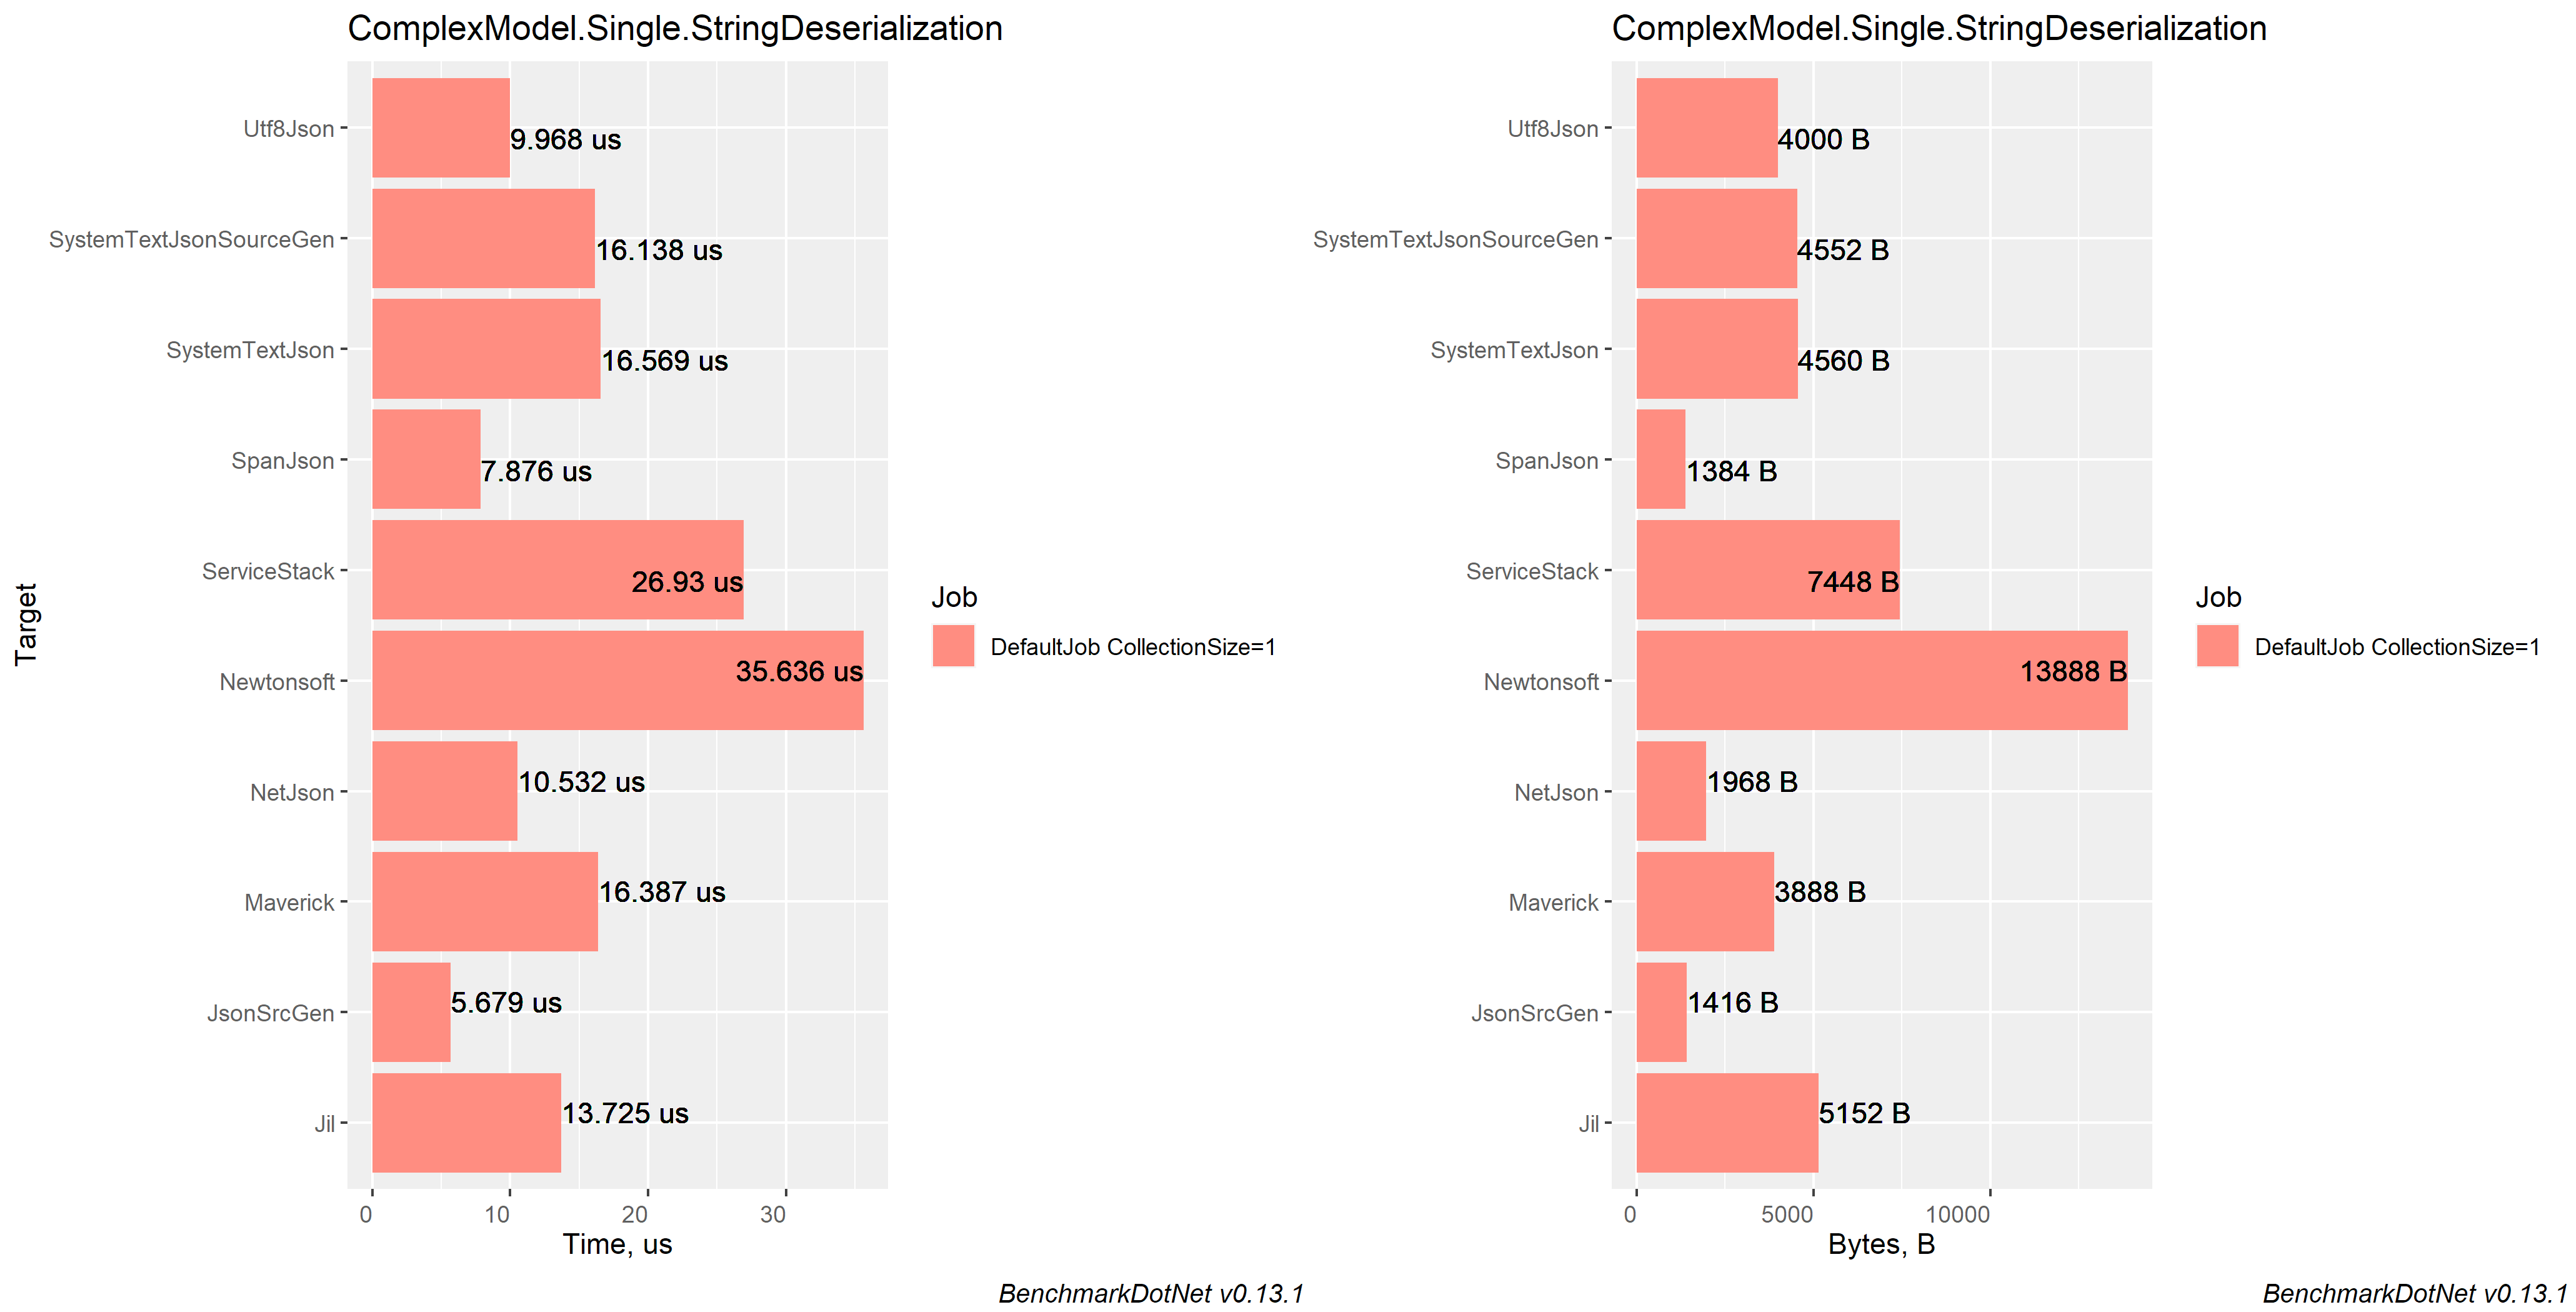 ComplexModel.Single.StringDeserialization
Target
Utf8Json
9.968 us
SystemTextJsonSourceGen
16.138 us
SystemTextJson
16.569 us
SpanJson
7.876 us
ServiceStack
26.93 us
Newtonsoft
35.636 us
NetJson
10.532 us
Maverick
16.387 us
JsonSrcGen
5.679 us
Jil
13.725 us
0 10 20 30
Time, us
Job
DefaultJob CollectionSize=1
BenchmarkDotNet v0.13.1
ComplexModel.Single.StringDeserialization
Utf8Json
4000 B
SystemTextJsonSourceGen
4552 B
SystemTextJson
4560 B
SpanJson
1384 B
ServiceStack
7448 B
Newtonsoft
13888 B
NetJson
1968 B
Maverick
3888 B
JsonSrcGen
1416 B
Jil
5152 B
0 5000 10000
Bytes, B
Job
DefaultJob CollectionSize=1
BenchmarkDotNet v0.13.1